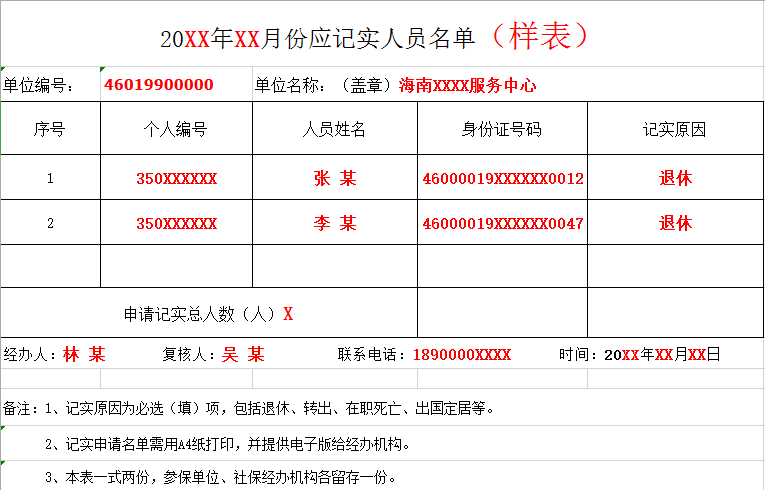 20XX年XX月份应记实人员名单（样表）
单位编号： 46019900000 单位名称：（盖章）海南XXXX服务中心
序号 个人编号 人员姓名 身份证号码 记实原因
1 350XXXXXX 张 某 46000019XXXXXX0012 退休
2 350XXXXXX 李 某 46000019XXXXXX0047 退休
申请记实总人数（人）X
经办人：林 某 复核人：吴 某 联系电话：1890000XXXX 时间：20XX年XX月XX日
备注：1、记实原因为必选（填）项，包括退休、转出、在职死亡、出国定居等。
2、记实申请名单需用A4纸打印，并提供电子版给经办机构。
3、本表一式两份，参保单位、社保经办机构各留存一份。